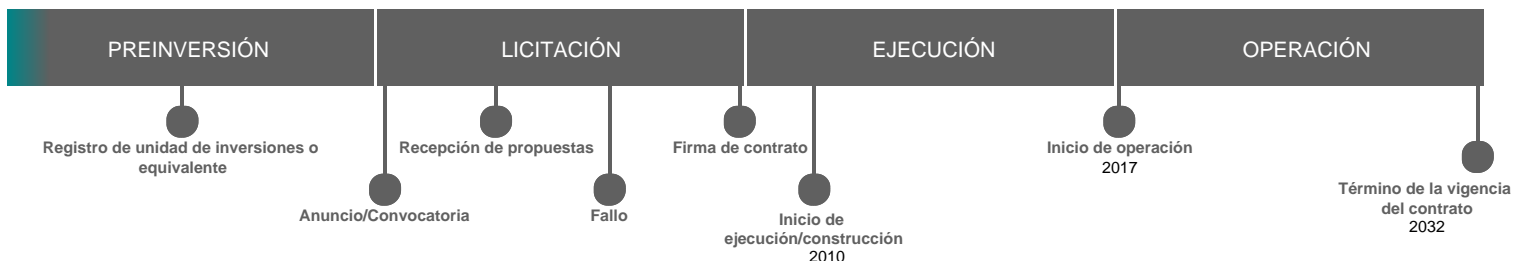 PREINVERSIÓN
LICITACIÓN
EJECUCIÓN
OPERACIÓN
Registro de unidad de inversiones o
equivalente
Anuncio/Convocatoria
Recepción de propuestas
Fallo
Firma de contrato
Inicio de
ejecución/construcción
2010
Inicio de operación
2017
Término de la vigencia
del contrato
2032